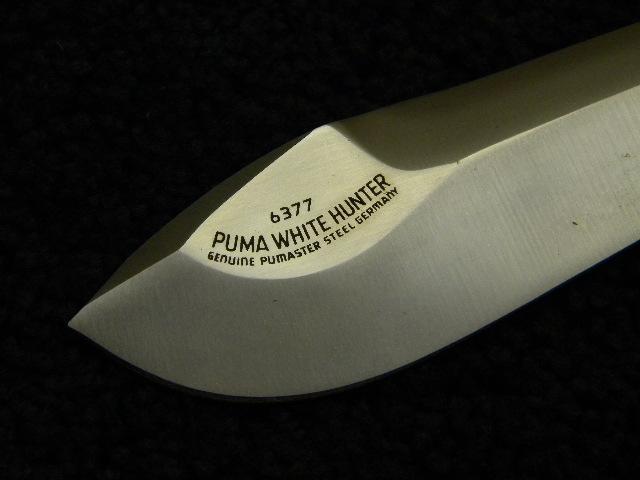 6377
PUMA WHITE HUNTER
GENUINE PUMASTER STEEL GERMANY